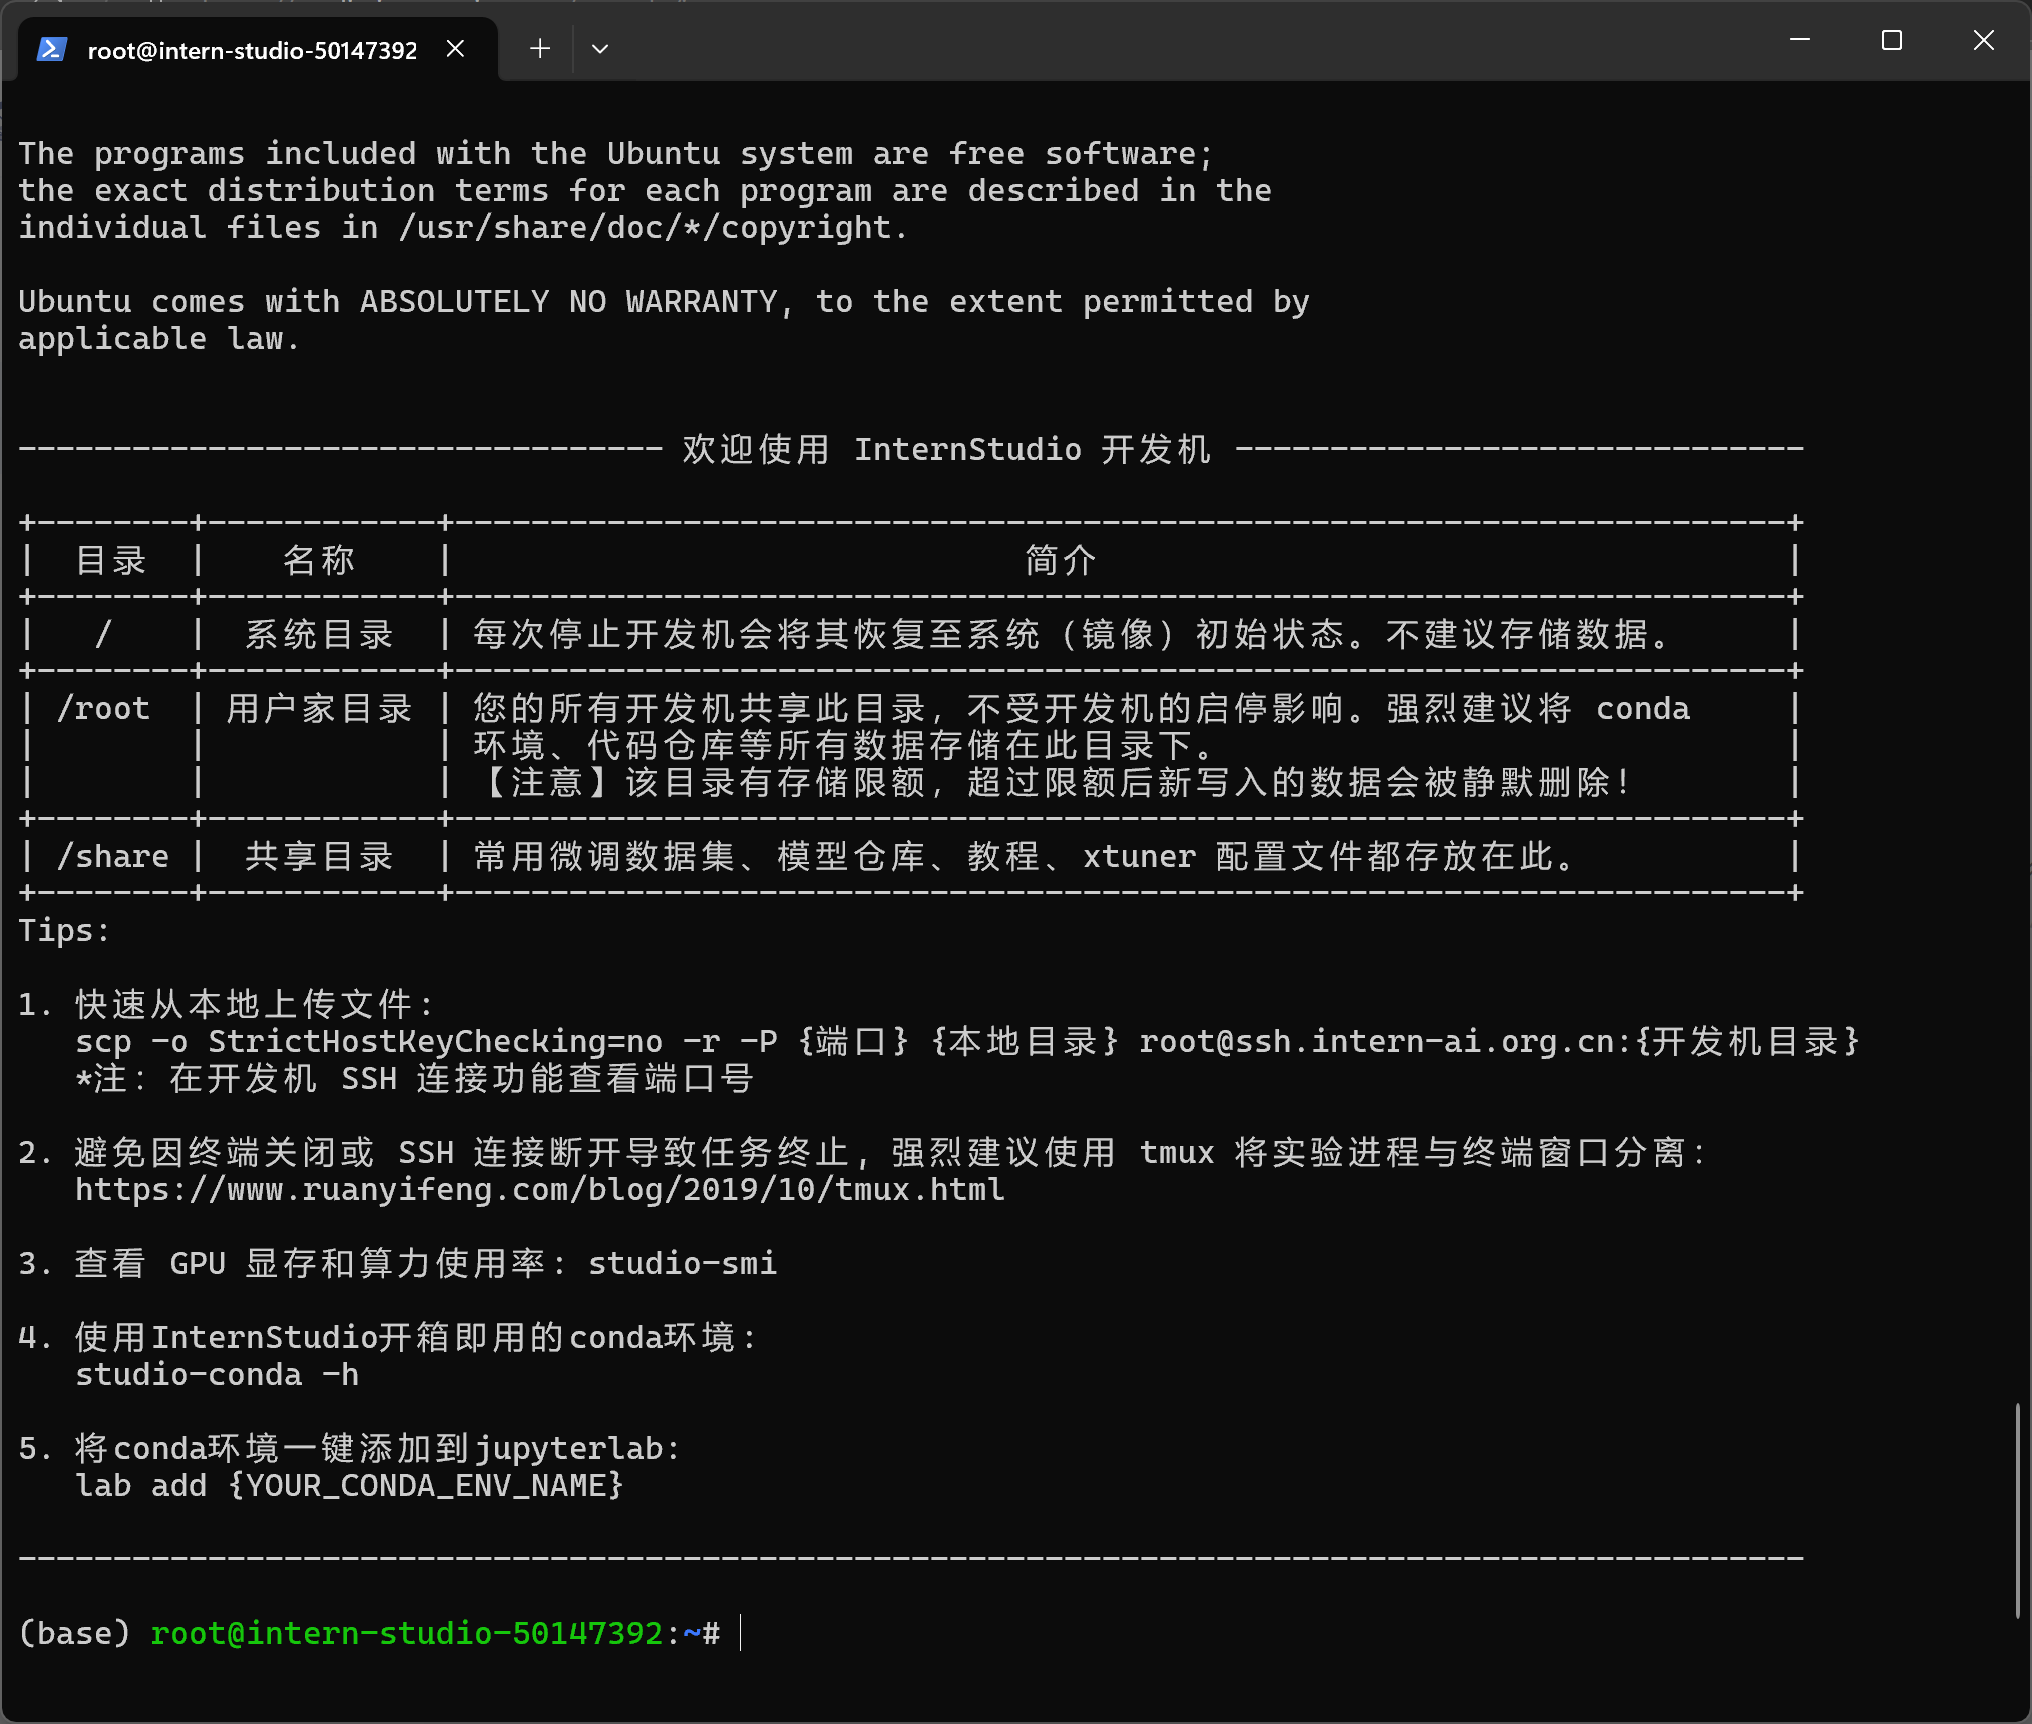 root@intern-studio-50147392
The programs included with the Ubuntu system are free software;
the exact distribution terms for each program are described in the
individual files in /usr/share/doc/*/copyright.
Ubuntu comes with ABSOLUTELY NO WARRANTY, to the extent permitted by
applicable law.
---------------------------------- 欢迎使用 InternStudio 开发机 ------------------------------
+--------+------------+----------------------------------------------------------------------+
| 目录 | 名称 | 简介 |
+--------+------------+----------------------------------------------------------------------+
| / | 系统目录 | 每次停止开发机会将其恢复至系统（镜像）初始状态。不建议存储数据。 |
+--------+------------+----------------------------------------------------------------------+
| /root | 用户家目录 | 您的所有开发机共享此目录，不受开发机的启停影响。强烈建议将 conda |
| | | 环境、代码仓库等所有数据存储在此目录下。 |
| | | 【注意】该目录有存储限额，超过限额后新写入的数据会被静默删除！ |
+--------+------------+----------------------------------------------------------------------+
| /share | 共享目录 | 常用微调数据集、模型仓库、教程、xtuner 配置文件都存放在此。 |
+--------+------------+----------------------------------------------------------------------+
Tips:
1. 快速从本地上传文件：
scp -o StrictHostKeyChecking=no -r -P {端口} {本地目录} root@ssh.intern-ai.org.cn:{开发机目录}
*注：在开发机 SSH 连接功能查看端口号
2. 避免因终端关闭或 SSH 连接断开导致任务终止，强烈建议使用 tmux 将实验进程与终端窗口分离：
https://www.ruanyifeng.com/blog/2019/10/tmux.html
3. 查看 GPU 显存和算力使用率：studio-smi
4. 使用InternStudio开箱即用的conda环境：
studio-conda -h
5. 将conda环境一键添加到jupyterlab:
lab add {YOUR_CONDA_ENV_NAME}
----------------------------------------------------------------------------------------------
(base) root@intern-studio-50147392:~#